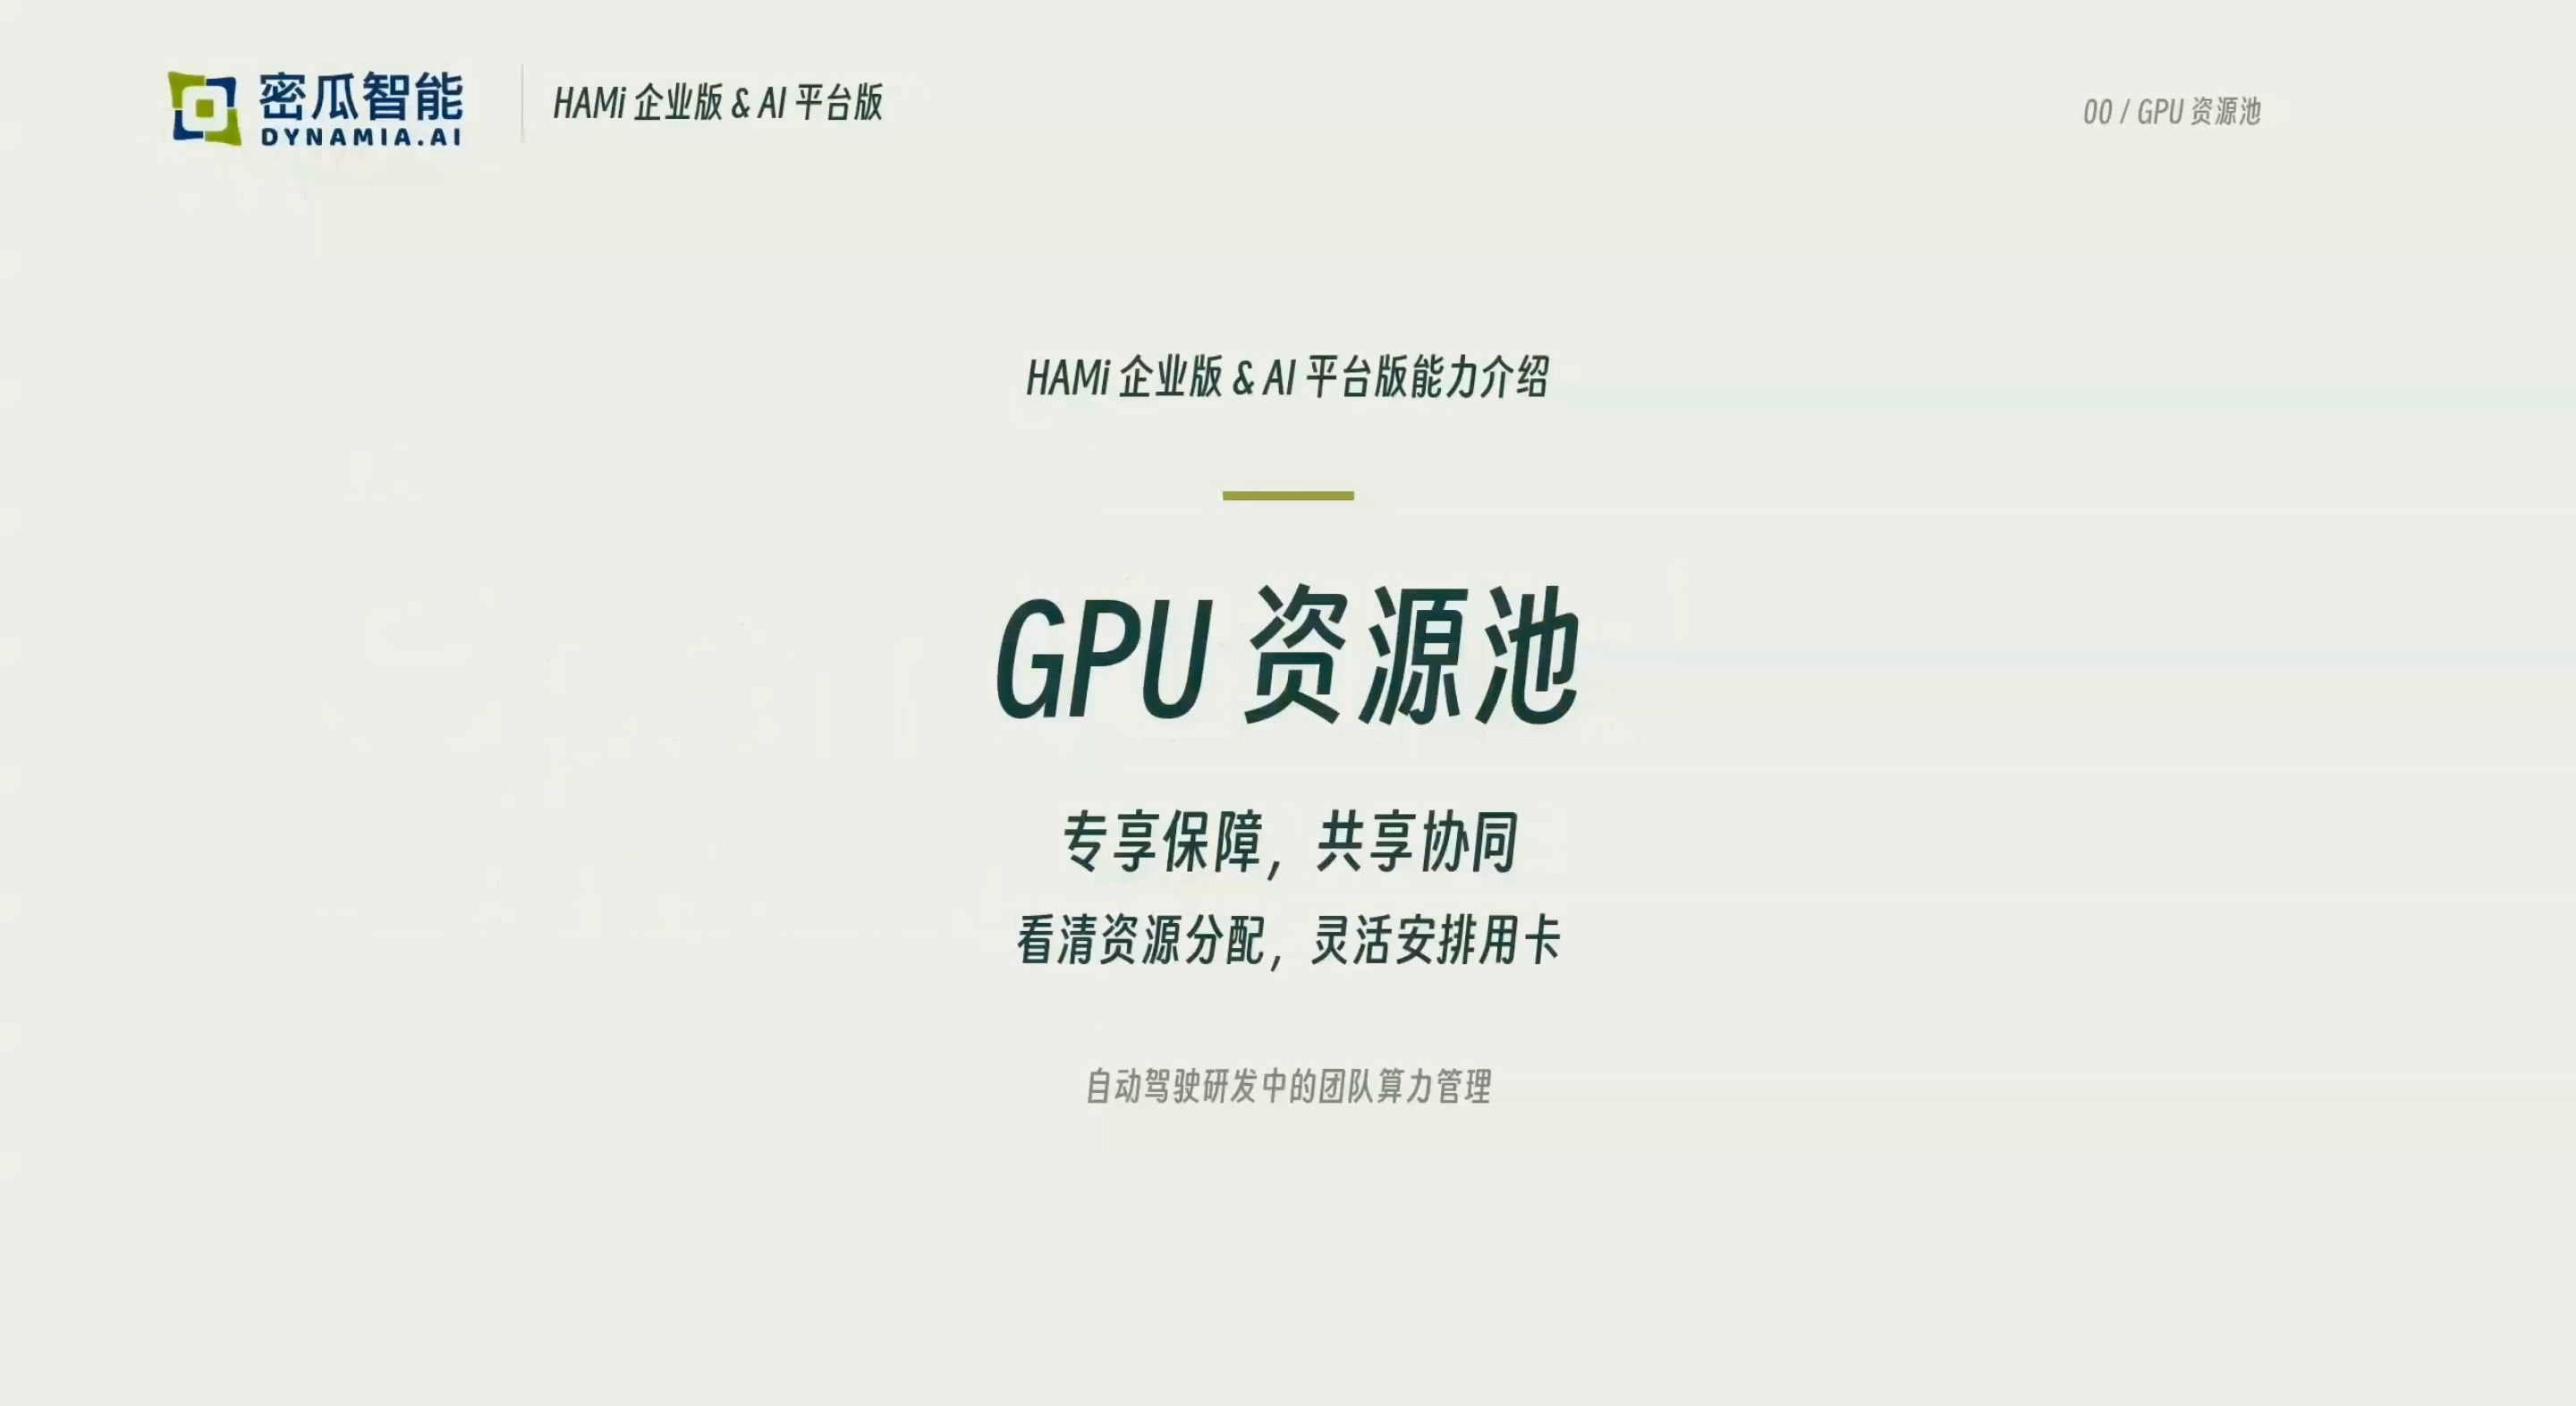 密瓜智能
DYNAMIA.AI
HAMi 企业版 & AI 平台版
00 / GPU 资源池
HAMi 企业版 & AI 平台版能力介绍
GPU 资源池
专享保障，共享协同
看清资源分配，灵活安排用卡
自动驾驶研发中的团队算力管理